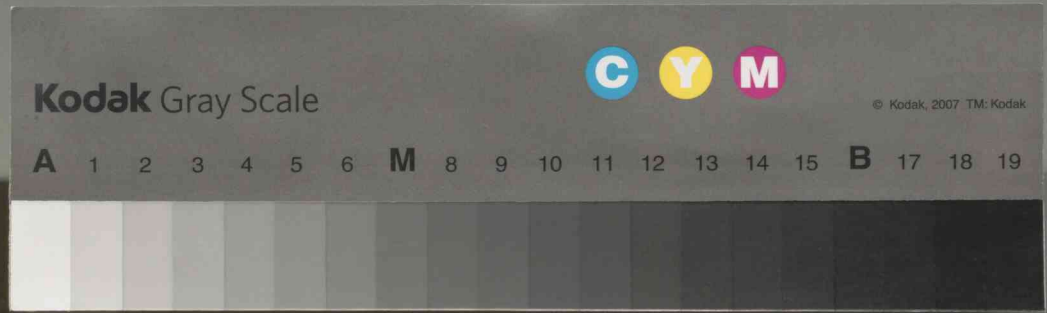 C Y M
Kodak Gray Scale
© Kodak, 2007 TM: Kodak
A 1 2 3 4 5 6 M 8 9 10 11 12 13 14 15 B 17 18 19